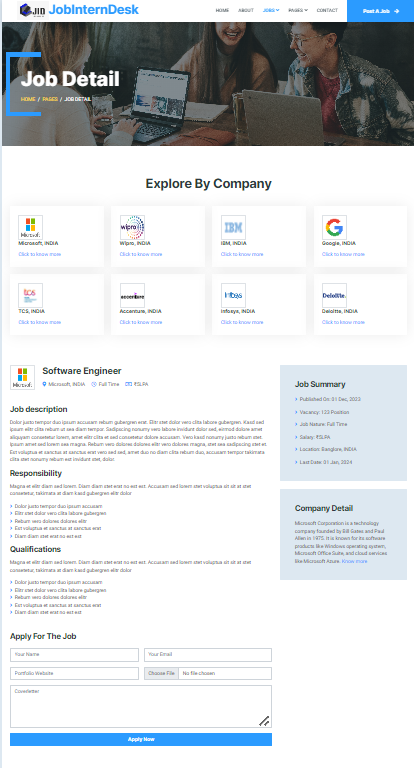 JID JobInternDesk
HOME ABOUT JOBS PAGES CONTACT Post A Job
Job Detail
HOME / PAGES / JOB DETAIL
Explore By Company
Microsoft
wipro
IBM
Microsoft, INDIA
Wipro, INDIA
IBM, INDIA
Google, INDIA
Click to know more
Click to know more
Click to know more
Click to know more
tcs
accenture
Infosys
Deloitte.
TCS, INDIA
Accenture, INDIA
Infosys, INDIA
Deloitte, INDIA
Click to know more
Click to know more
Click to know more
Click to know more
Microsoft
Software Engineer
Microsoft, INDIA Full Time ₹5LPA
Job description
Dolor justo tempor duo ipsum accusam rebum gubergren erat. Elitr stet dolor vero clita labore gubergren. Kasd sed
ipsum elitr clita rebum ut sea diam tempor. Sadipscing nonumy vero labore invidunt dolor sed, eirmod dolore amet
aliquyam consetetur lorem, amet elitr clita et sed consetetur dolore accusam. Vero kasd nonumy justo rebum stet
ipsum amet sed lorem sea magna. Rebum vero dolores dolores elitr vero dolores magna, stet sea sadipscing stet et.
Est voluptua et sanctus at sanctus erat vero sed sed, amet duo no diam clita rebum duo, accusam tempor takimata
clita stet nonumy rebum est invidunt stet, dolor.
Responsibility
Magna et elitr diam sed lorem. Diam diam stet erat no est est. Accusam sed lorem stet voluptua sit sit at stet
consetetur, takimata at diam kasd gubergren elitr dolor
Dolor justo tempor duo ipsum accusam
Elitr stet dolor vero clita labore gubergren
Rebum vero dolores dolores elitr
Est voluptua et sanctus at sanctus erat
Diam diam stet erat no est est
Qualifications
Magna et elitr diam sed lorem. Diam diam stet erat no est est. Accusam sed lorem stet voluptua sit sit at stet
consetetur, takimata at diam kasd gubergren elitr dolor
Dolor justo tempor duo ipsum accusam
Elitr stet dolor vero clita labore gubergren
Rebum vero dolores dolores elitr
Est voluptua et sanctus at sanctus erat
Diam diam stet erat no est est
Job Summary
Published On: 01 Dec, 2023
Vacancy: 123 Position
Job Nature: Full Time
Salary: ₹5LPA
Location: Banglore, INDIA
Last Date: 01 Jan, 2024
Company Detail
Microsoft Corporation is a technology
company founded by Bill Gates and Paul
Allen in 1975. It is known for its software
products like Windows operating system,
Microsoft Office Suite, and cloud services
like Microsoft Azure. Know more
Apply For The Job
Your Name
Your Email
Portfolio Website
Choose File No file chosen
Coverletter
Apply Now